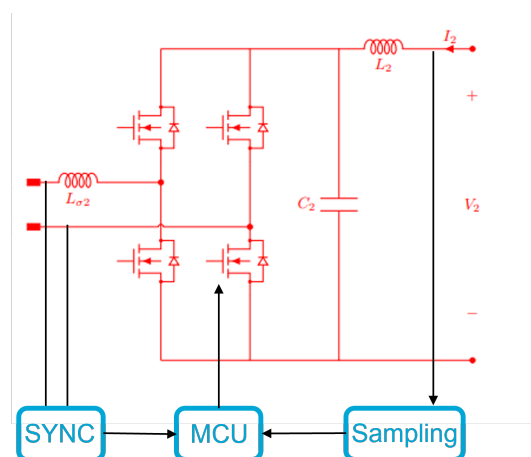 I₂
L₂
+
Lσ2
C₂
V₂
−
SYNC
MCU
Sampling